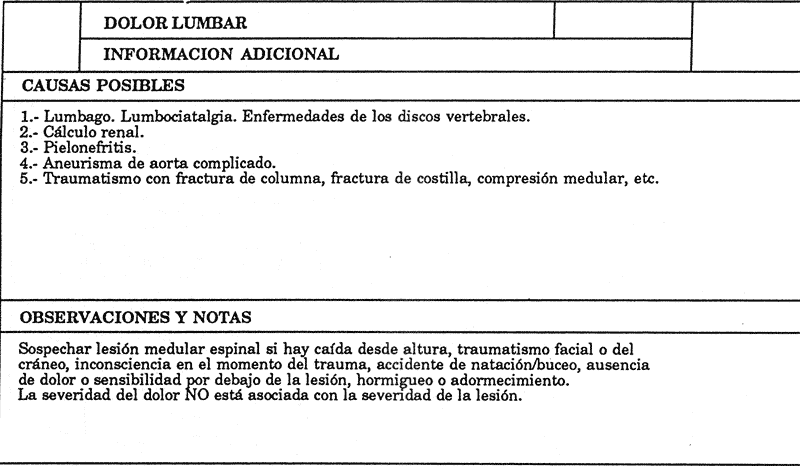 DOLOR LUMBAR
INFORMACION ADICIONAL
CAUSAS POSIBLES
1.- Lumbago. Lumbociatalgia. Enfermedades de los discos vertebrales.
2.- Cálculo renal.
3.- Pielonefritis.
4.- Aneurisma de aorta complicado.
5.- Traumatismo con fractura de columna, fractura de costilla, compresión medular, etc.
OBSERVACIONES Y NOTAS
Sospechar lesión medular espinal si hay caída desde altura, traumatismo facial o del
cráneo, inconsciencia en el momento del trauma, accidente de natación/buceo, ausencia
de dolor o sensibilidad por debajo de la lesión, hormigueo o adormecimiento.
La severidad del dolor NO está asociada con la severidad de la lesión.